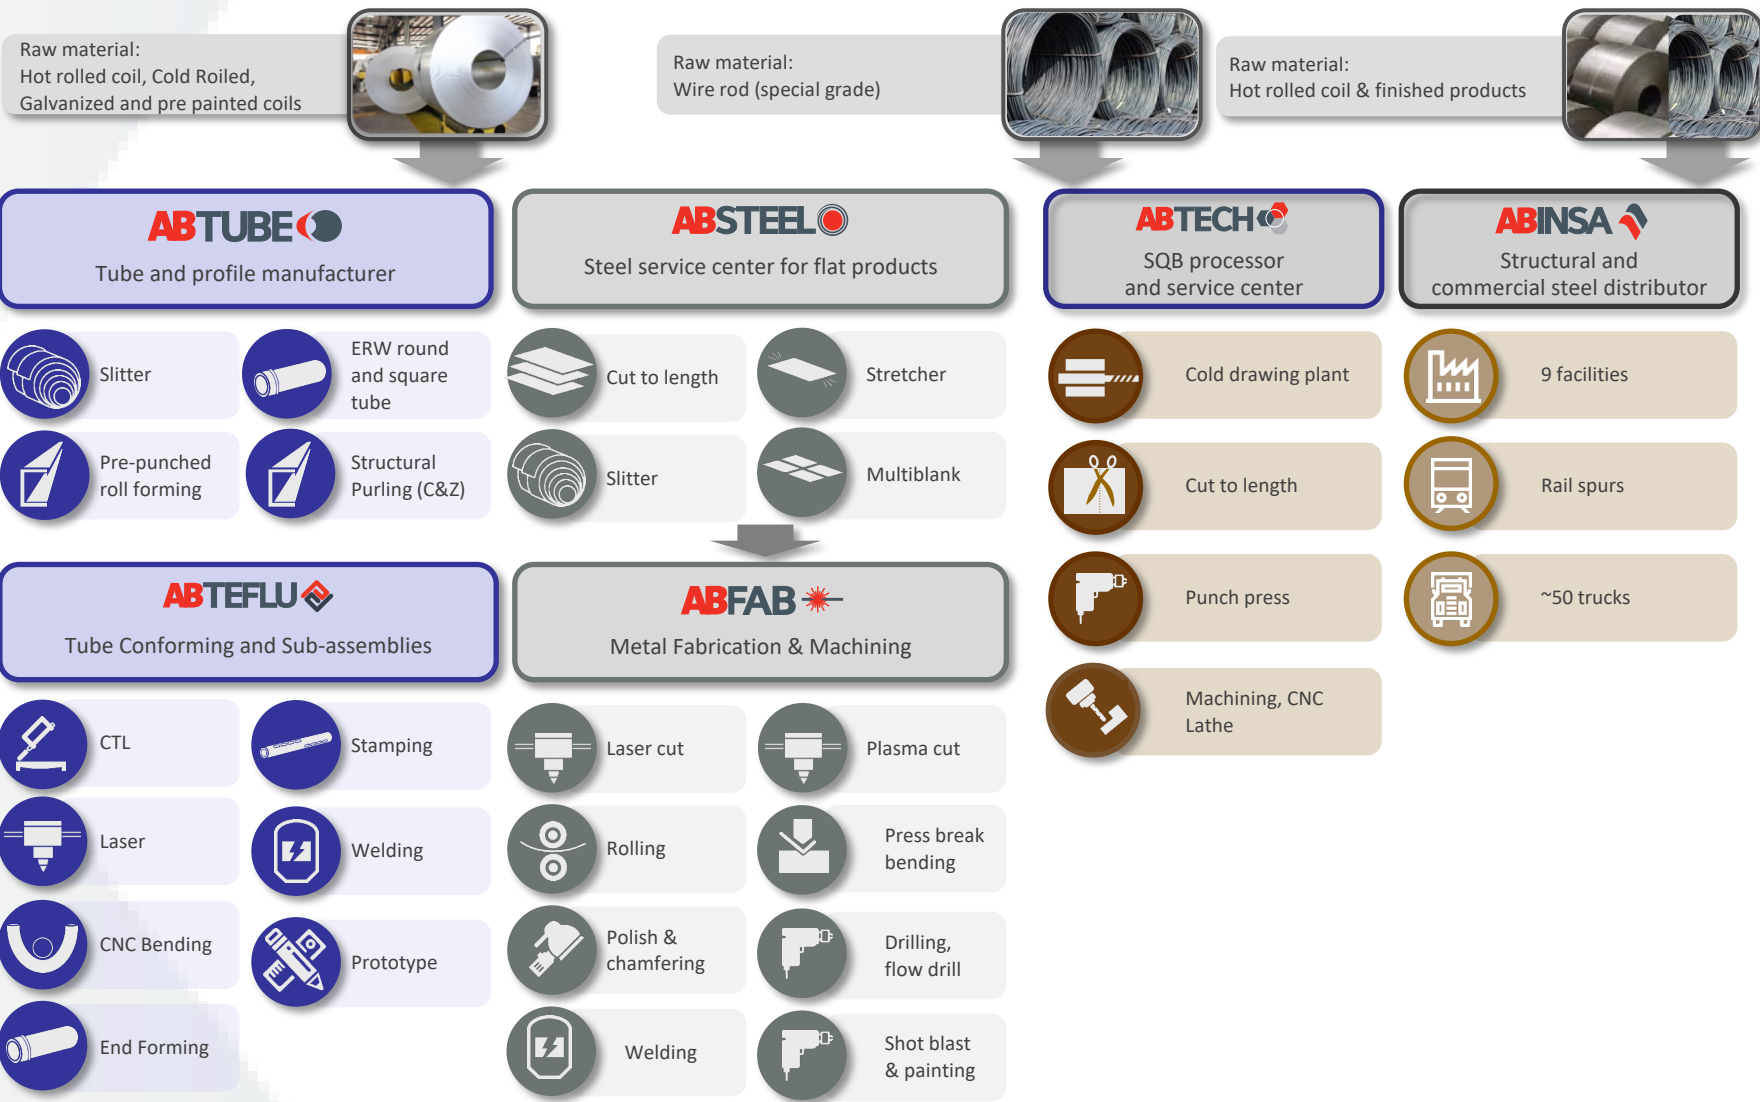 Raw material:
Hot rolled coil, Cold Roiled,
Galvanized and pre painted coils
Raw material:
Wire rod (special grade)
Raw material:
Hot rolled coil & finished products
ABTUBE
Tube and profile manufacturer
ABSTEEL
Steel service center for flat products
ABTECH
SQB processor
and service center
ABINSA
Structural and
commercial steel distributor
Slitter
ERW round
and square
tube
Pre-punched
roll forming
Structural
Purling (C&Z)
Cut to length
Stretcher
Slitter
Multiblank
Cold drawing plant
Cut to length
Punch press
Machining, CNC
Lathe
9 facilities
Rail spurs
~50 trucks
ABTEFLU
Tube Conforming and Sub-assemblies
ABFAB
Metal Fabrication & Machining
CTL
Stamping
Laser
Welding
CNC Bending
Prototype
End Forming
Laser cut
Plasma cut
Rolling
Press break
bending
Polish &
chamfering
Drilling,
flow drill
Welding
Shot blast
& painting